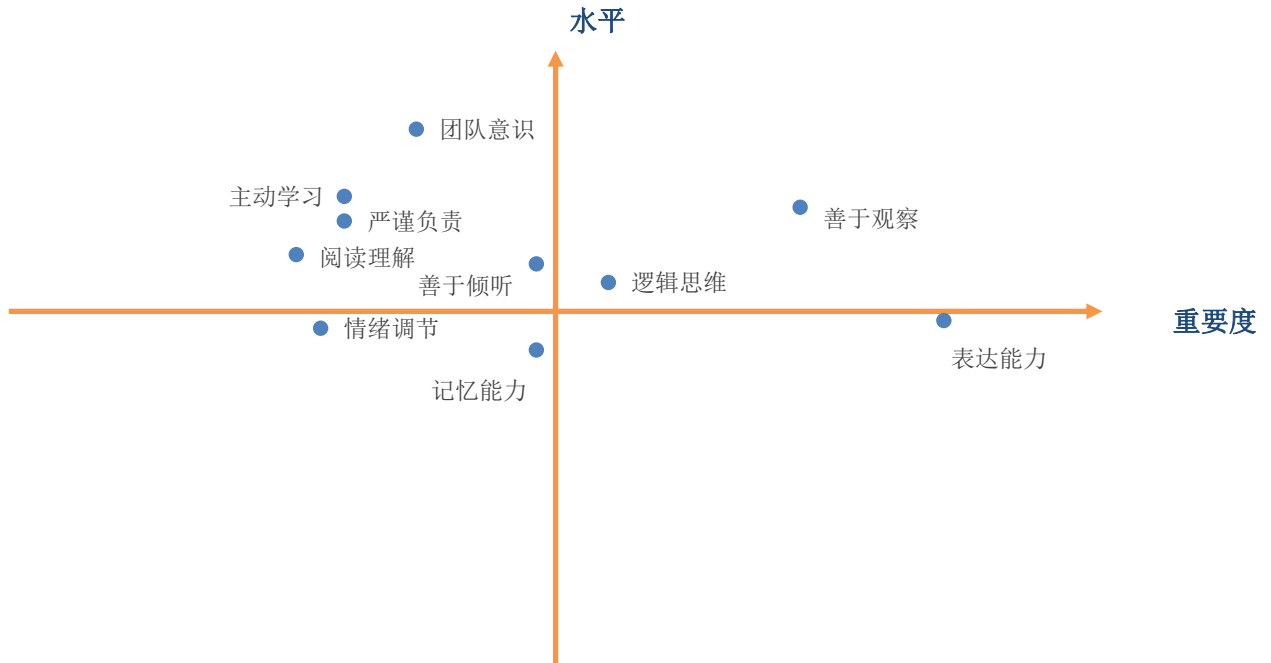 水平
团队意识
主动学习
严谨负责
善于观察
阅读理解
善于倾听
逻辑思维
重要度
情绪调节
表达能力
记忆能力